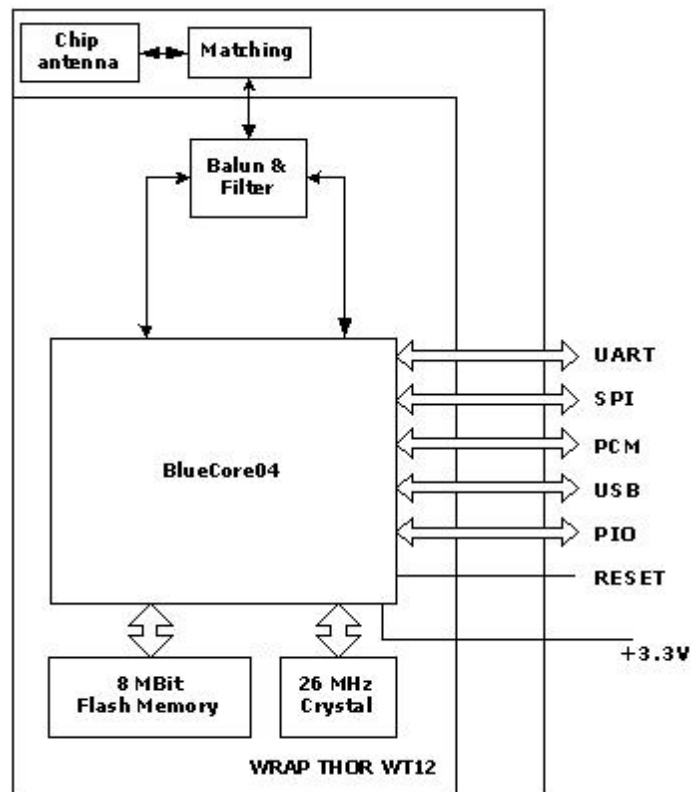 Chip
antenna
Matching
Balun &
Filter
BlueCore04
UART
SPI
PCM
USB
PIO
RESET
+3.3V
8 MBit
Flash Memory
26 MHz
Crystal
WRAP THOR WT12